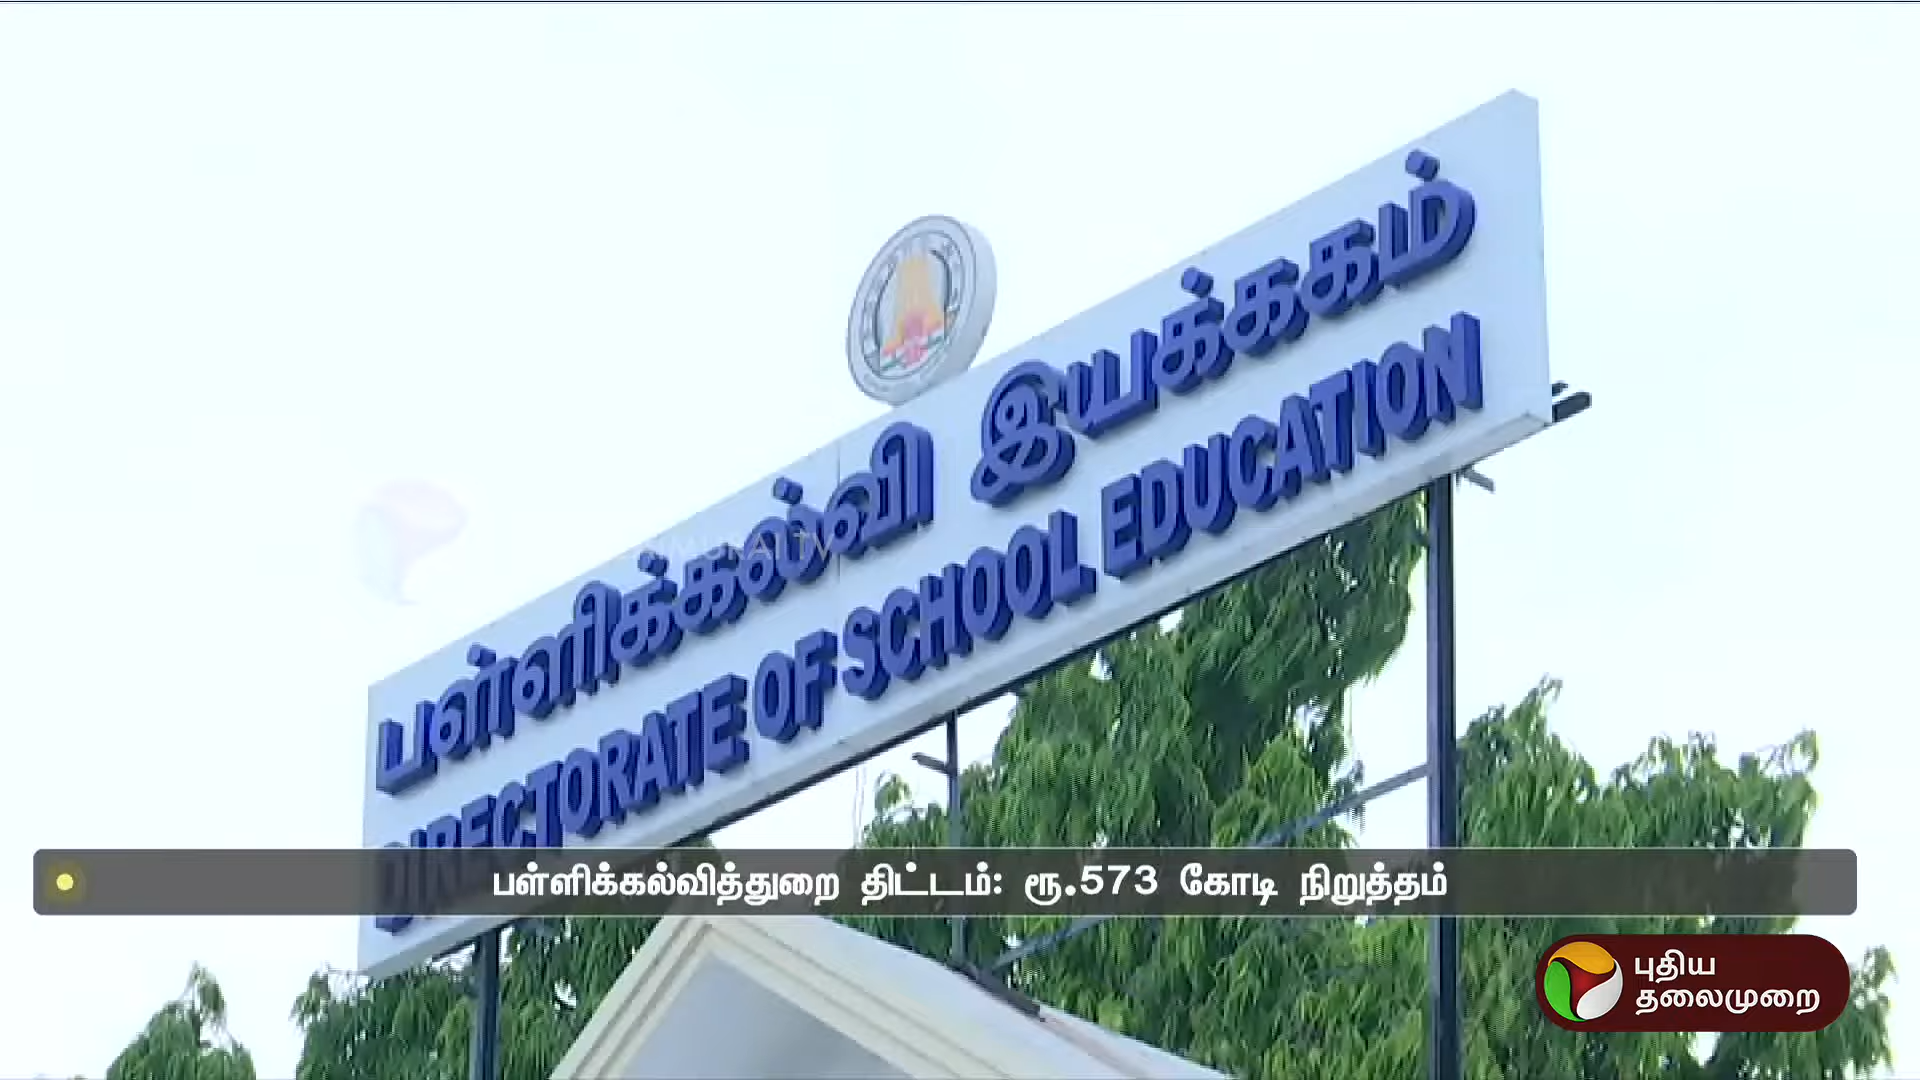 பள்ளிக்கல்வி இயக்ககம்
DIRECTORATE OF SCHOOL EDUCATION
பள்ளிக்கல்வித்துறை திட்டம்: ரூ.573 கோடி நிறுத்தம்
புதிய
தலைமுறை